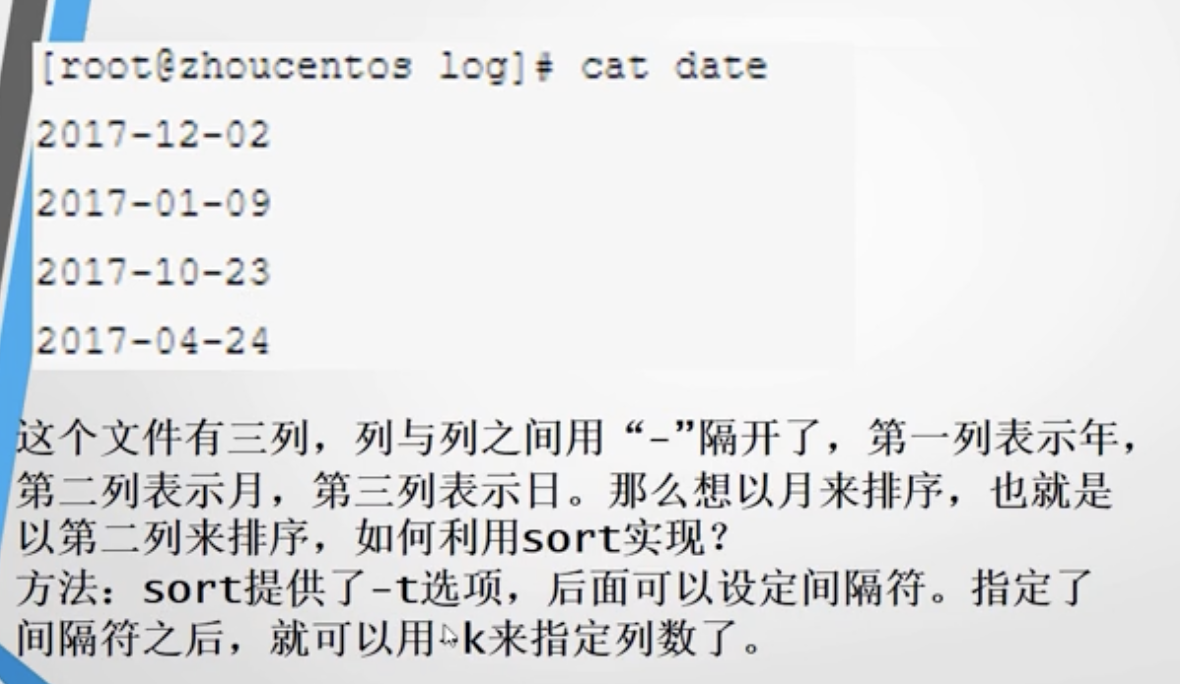 [root@zhoucentos log]# cat date
2017-12-02
2017-01-09
2017-10-23
2017-04-24
这个文件有三列，列与列之间用“-”隔开了，第一列表示年，
第二列表示月，第三列表示日。那么想以月来排序，也就是
以第二列来排序，如何利用sort实现？
方法：sort提供了-t选项，后面可以设定间隔符。指定了
间隔符之后，就可以用-k来指定列数了。